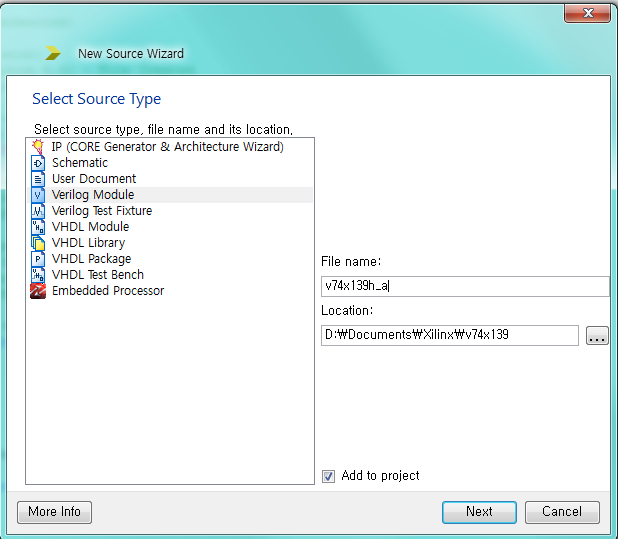 New Source Wizard
Select Source Type
Select source type, file name and its location.
IP (CORE Generator & Architecture Wizard)
Schematic
User Document
Verilog Module
Verilog Test Fixture
VHDL Module
VHDL Library
VHDL Package
VHDL Test Bench
Embedded Processor
File name:
v74x139h_a
Location:
D:₩Documents₩Xilinx₩v74x139
...
Add to project
More Info
Next
Cancel